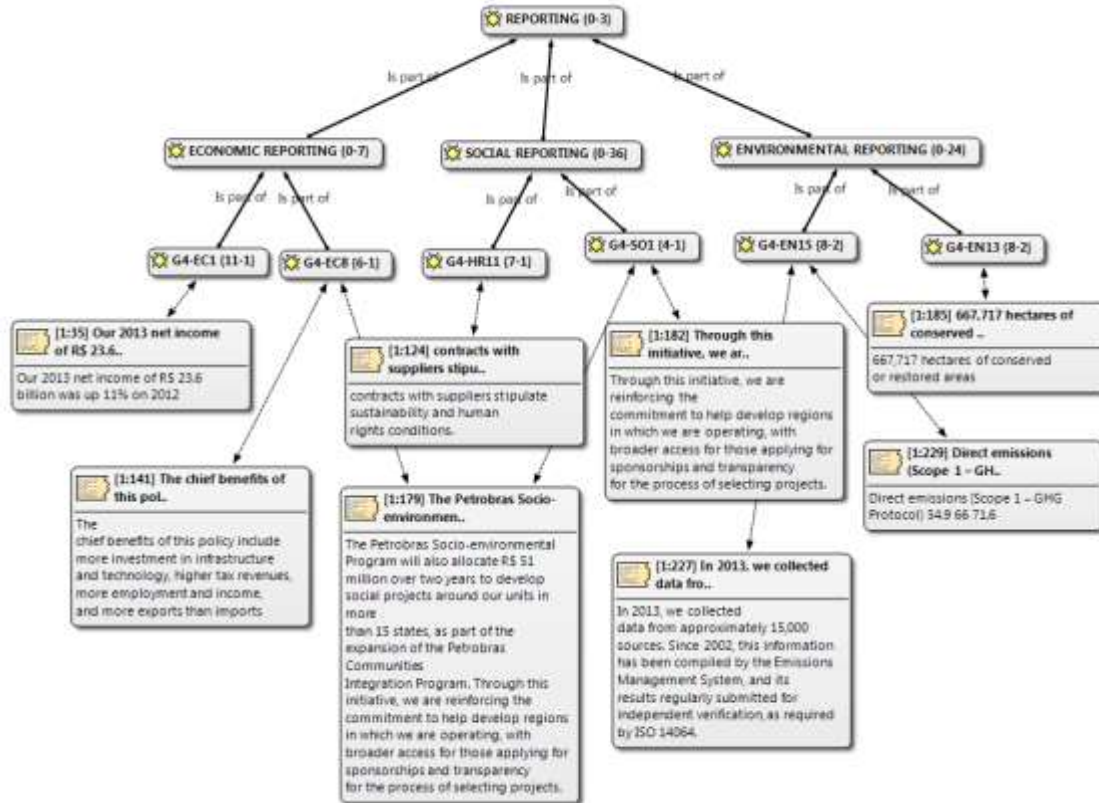 REPORTING (0-3)
Is part of
Is part of
Is part of
ECONOMIC REPORTING (0-7)
SOCIAL REPORTING (0-36)
ENVIRONMENTAL REPORTING (0-24)
Is part of
Is part of
Is part of
Is part of
Is part of
Is part of
G4-EC1 (11-1)
G4-EC8 (6-1)
G4-HR11 (7-1)
G4-SO1 (4-1)
G4-EN15 (8-2)
G4-EN13 (8-2)
[1:35] Our 2013 net income
of R$ 23.6..
Our 2013 net income of R$ 23.6
billion was up 11% on 2012
[1:124] contracts with
suppliers stipu..
contracts with suppliers stipulate
sustainability and human
rights conditions.
[1:182] Through this
initiative, we ar..
Through this initiative, we are
reinforcing the
commitment to help develop regions
in which we are operating, with
broader access for those applying for
sponsorships and transparency
for the process of selecting projects.
[1:185] 667.717 hectares of
conserved ..
667,717 hectares of conserved
or restored areas
[1:141] The chief benefits of
this pol..
The
chief benefits of this policy include
more investment in infrastructure
and technology, higher tax revenues,
more employment and income,
and more exports than imports
[1:179] The Petrobras Socio-
environmen..
The Petrobras Socio-environmental
Program will also allocate R$ 51
million over two years to develop
social projects around our units in
more
than 15 states, as part of the
expansion of the Petrobras
Communities
Integration Program. Through this
initiative, we are reinforcing the
commitment to help develop regions
in which we are operating, with
broader access for those applying for
sponsorships and transparency
for the process of selecting projects.
[1:229] Direct emissions
(Scope 1 – GH..
Direct emissions (Scope 1 – GHG
Protocol) 54.9 66 71,6
[1:227] In 2013, we collected
data fro..
In 2013, we collected
data from approximately 15,000
sources. Since 2002, this information
has been compiled by the Emissions
Management System, and its
results regularly submitted for
independent verification, as required
by ISO 14064.